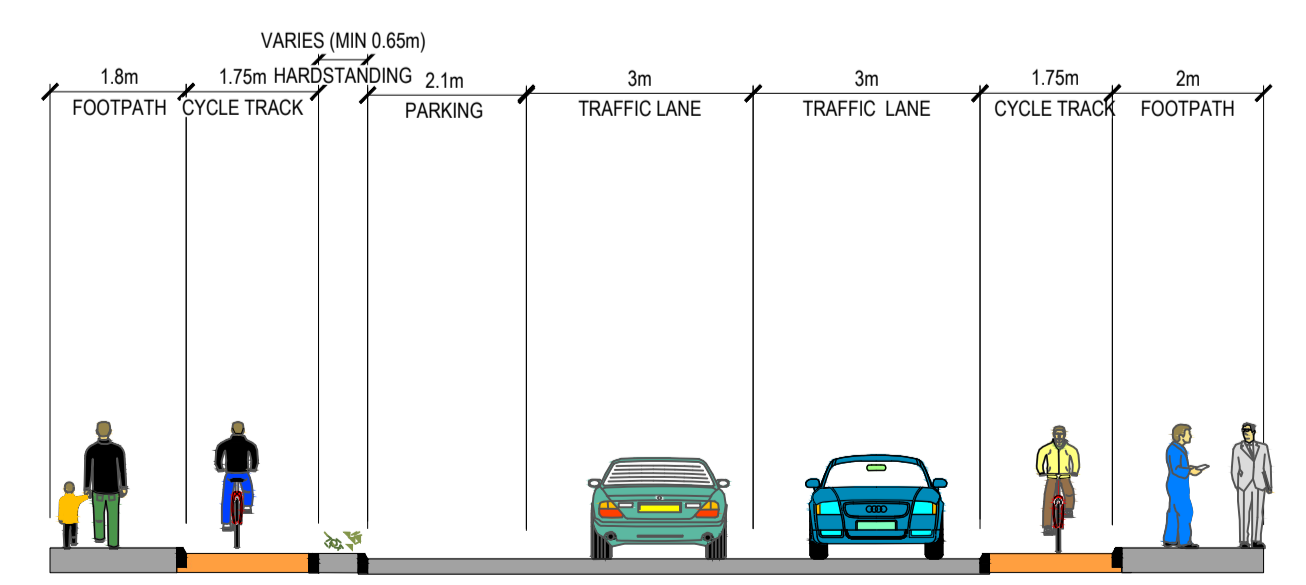 VARIES (MIN 0.65m)
1.8m
FOOTPATH
1.75m
CYCLE TRACK
HARDSTANDING
2.1m
PARKING
3m
TRAFFIC LANE
3m
TRAFFIC LANE
1.75m
CYCLE TRACK
2m
FOOTPATH